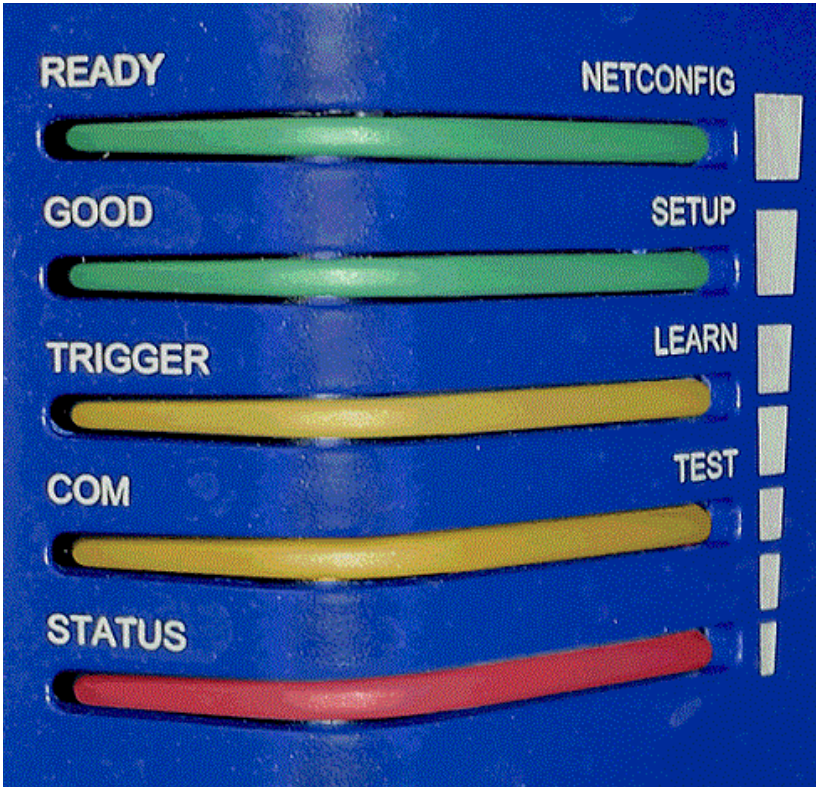 READY NETCONFIG
GOOD SETUP
TRIGGER LEARN
COM TEST
STATUS